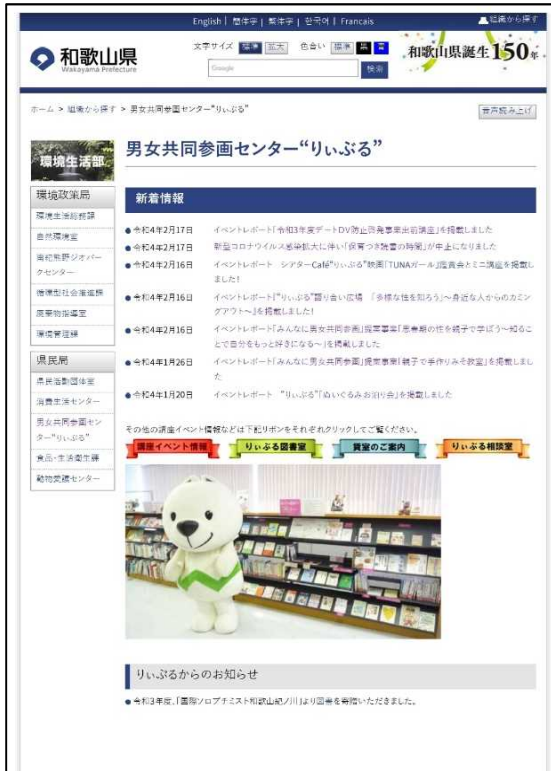 English | 简体字 | 繁体字 | 한국어 | Francais
組織から探す
和歌山県
Wakayama Prefecture
文字サイズ 標準 拡大 色合い 標準 黒 青
検索
和歌山県誕生150年
ホーム > 組織から探す > 男女共同参画センター“りぃぶる”
音声読み上げ
環境生活部
環境政策局
環境生活総務課
自然環境室
南紀熊野ジオパークセンター
循環型社会推進課
廃棄物指導室
環境管理課
県民局
県民活動団体室
消費生活センター
男女共同参画センター“りぃぶる”
食品・生活衛生課
動物愛護センター
男女共同参画センター“りぃぶる”
新着情報
令和4年2月17日 イベントレポート「令和3年度デートDV防止啓発事業出前講座」を掲載しました
令和4年2月17日 新型コロナウイルス感染拡大に伴い「保育つき読書の時間」が中止になりました
令和4年2月16日 イベントレポート シアターCa結“りぃぶる”映画「TUNAガール」鑑賞会とミニ講座を掲載し
ました!
令和4年2月16日 イベントレポート「“りぃぶる”語り合い広場 「多様な性を知ろう」～身近な人からのカミン
グアウト～」を掲載しました!
令和4年2月16日 イベントレポート「みんなに男女共同参画」提案事業「思春期の性を親子で学ぼう～知るこ
とで自分をもっと好きになる～」を掲載しました
令和4年1月26日 イベントレポート「みんなに男女共同参画」提案事業「親子で手作りみそ教室」を掲載しまし
た
令和4年1月20日 イベントレポート “りぃぶる”「ぬいぐるみお泊り会」を掲載しました
その他の講座イベント情報などは下記リボンをそれぞれクリックしてご覧ください。
講座イベント情報 りぃぶる図書室 貸室のご案内 りぃぶる相談室
りぃぶるからのお知らせ
令和3年度、「国際ソロプチミスト和歌山紀ノ川」より図書を寄贈いただきました。